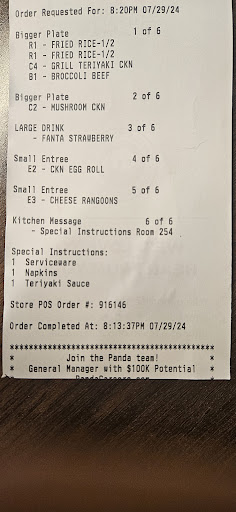 Order Requested For: 8:20PM 07/29/24
Bigger Plate 1 of 6
R1 - FRIED RICE-1/2
R1 - FRIED RICE-1/2
C4 - GRILL TERIYAKI CKN
B1 - BROCCOLI BEEF
Bigger Plate 2 of 6
C2 - MUSHROOM CKN
LARGE DRINK 3 of 6
- FANTA STRAWBERRY
Small Entree 4 of 6
E2 - CKN EGG ROLL
Small Entree 5 of 6
E3 - CHEESE RANGOONS
Kitchen Message 6 of 6
- Special Instructions Room 254
Special Instructions:
1 Serviceware
1 Napkins
1 Teriyaki Sauce
Store POS Order #: 916146
Order Completed At: 8:13:37PM 07/29/24
****************************************
* Join the Panda team! *
* General Manager with $100K Potential *
* PandaCareers.com *